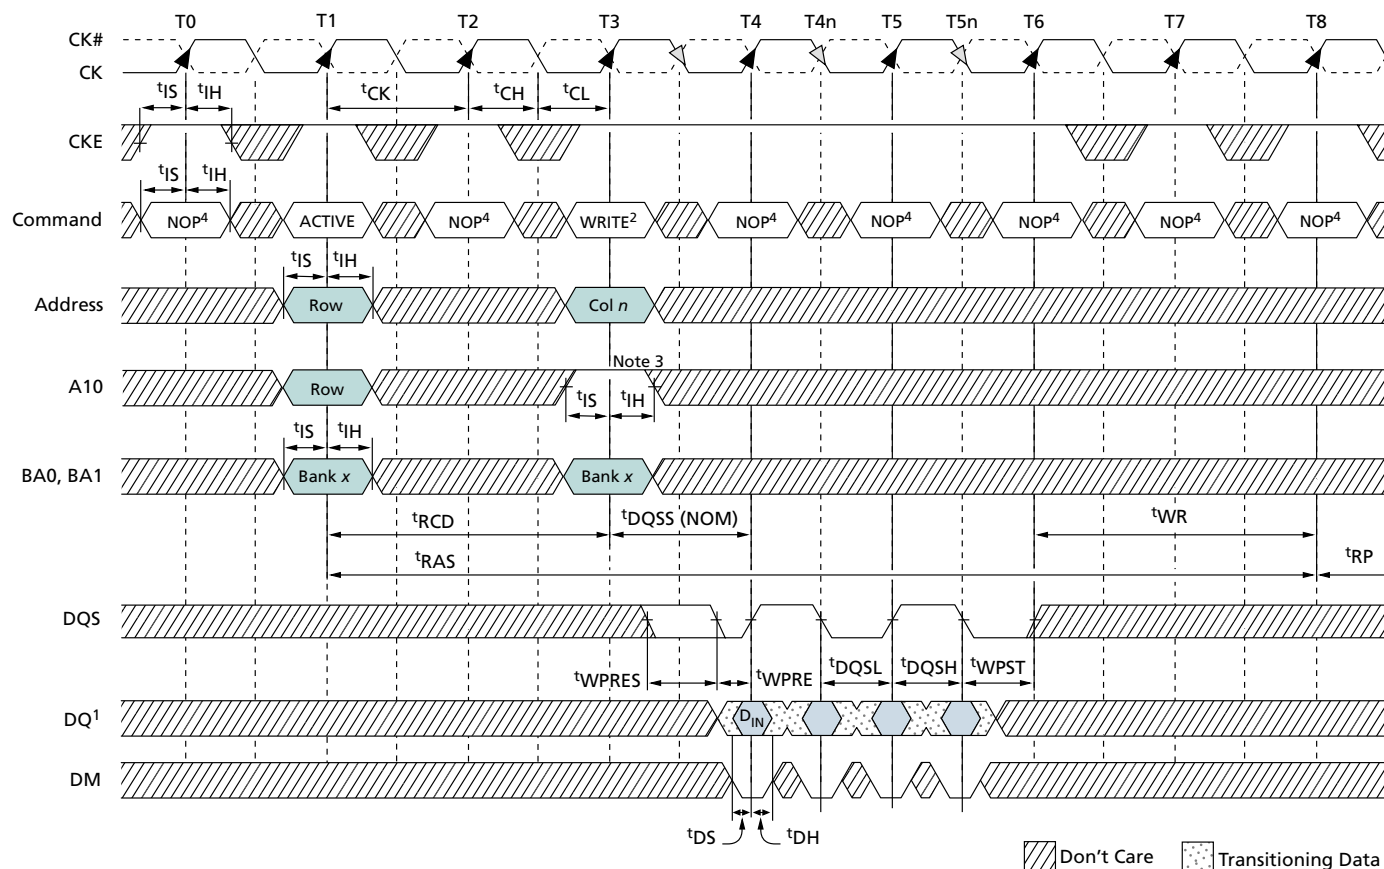 T0 T1 T2 T3 T4 T4n T5 T5n T6 T7 T8
CK#
CK
tIS tIH tCK tCH tCL
CKE
tIS tIH
Command NOP4 ACTIVE NOP4 WRITE2 NOP4 NOP4 NOP4 NOP4 NOP4
tIS tIH
Address Row Col n
Note 3
A10 Row
tIS tIH
tIS tIH
BA0, BA1 Bank x Bank x
tRCD tDQSS (NOM) tWR
tRAS tRP
DQS
tWPRES tWPRE tDQSL tDQSH tWPST
DQ1 DIN
DM
tDS tDH
Don't Care Transitioning Data